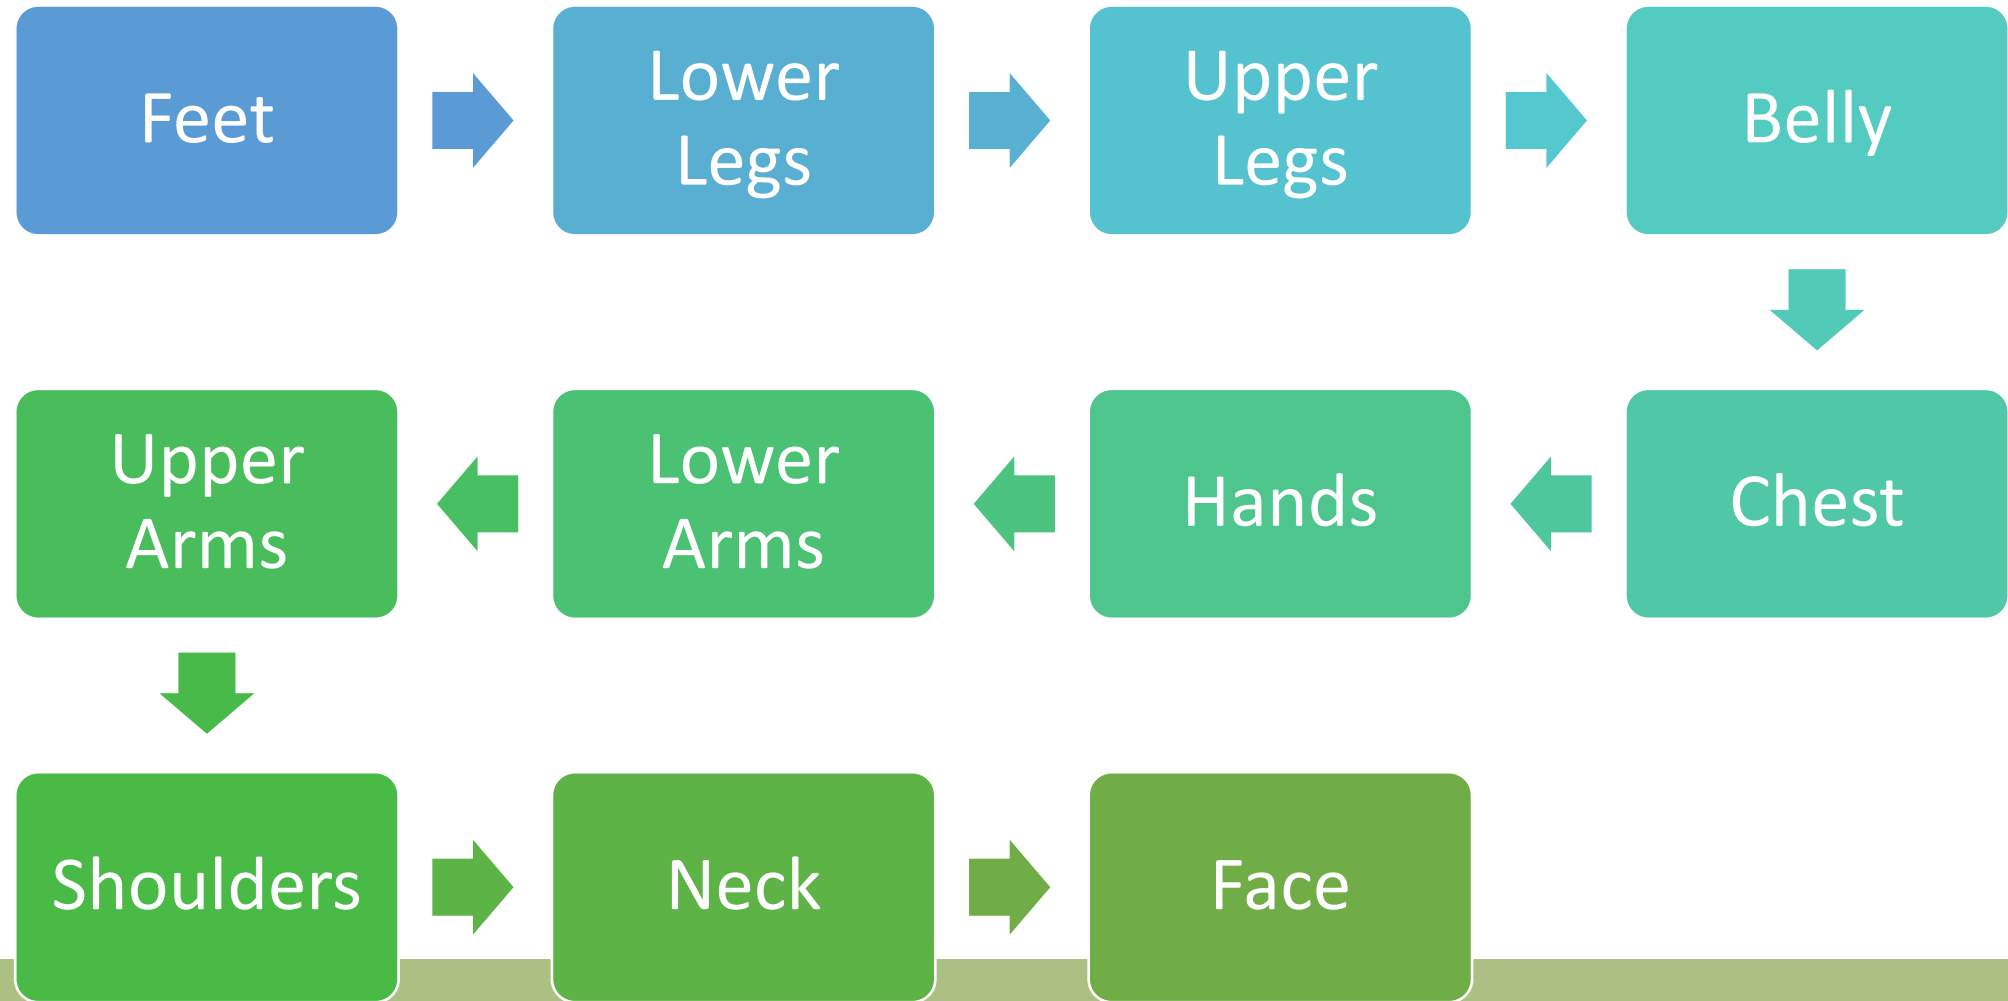 Feet
Lower
Legs
Upper
Legs
Belly
Chest
Hands
Lower
Arms
Upper
Arms
Shoulders
Neck
Face